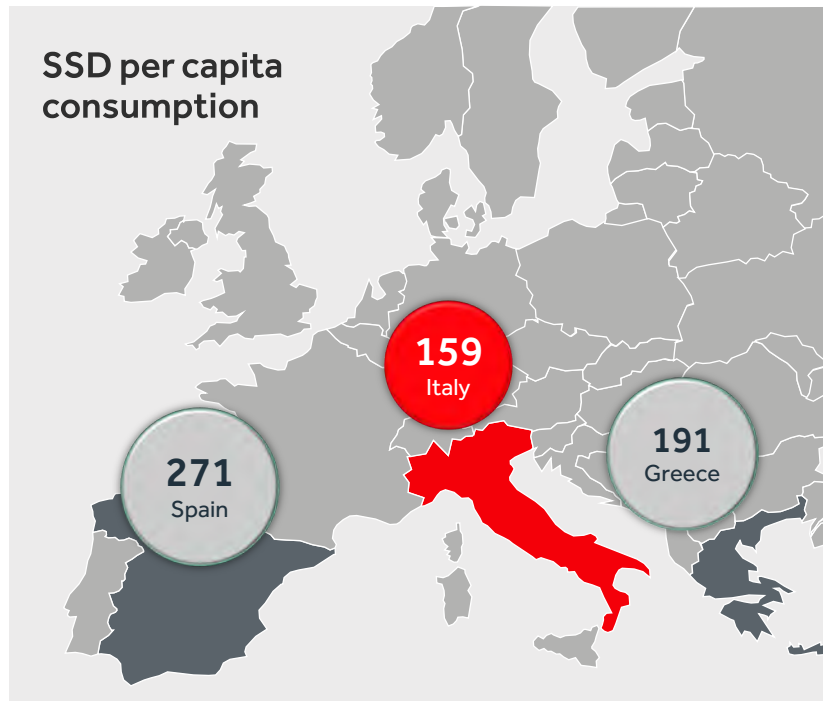 SSD per capita
consumption
159
Italy
271
Spain
191
Greece